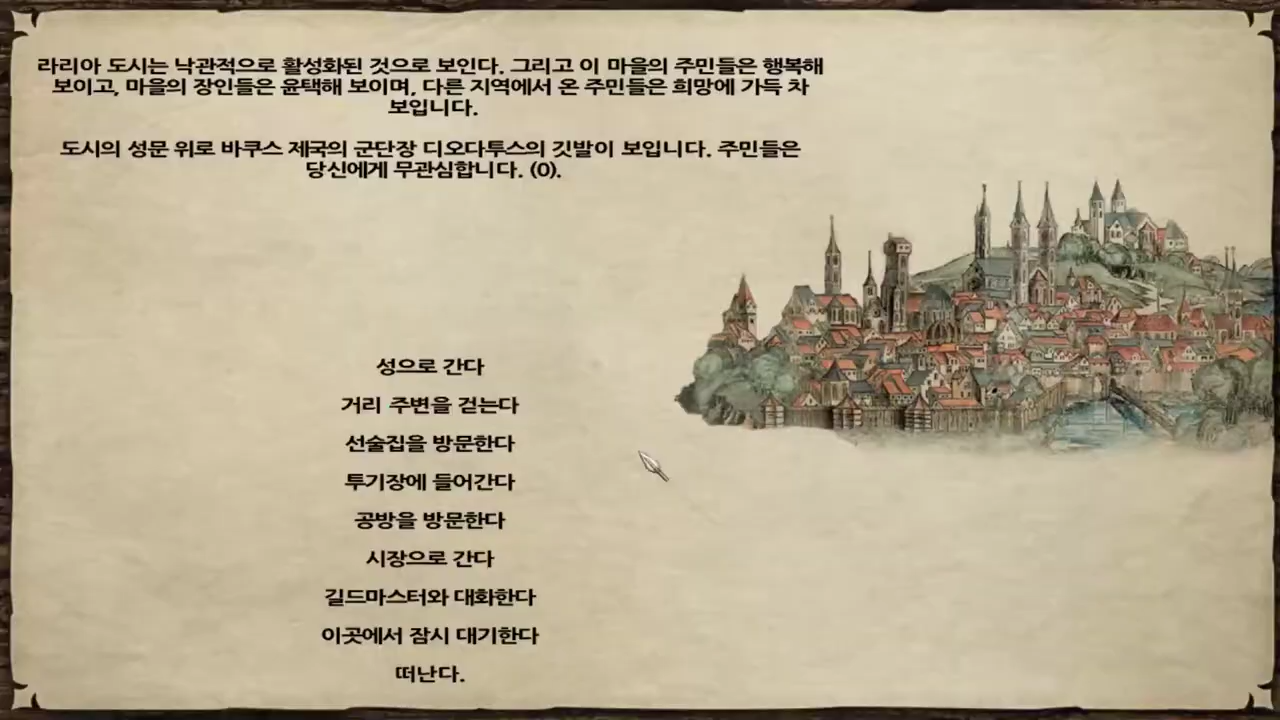 라리아 도시는 낙관적으로 활성화된 것으로 보인다. 그리고 이 마을의 주민들은 행복해
보이고, 마을의 장인들은 윤택해 보이며, 다른 지역에서 온 주민들은 희망에 가득 차
보입니다.
도시의 성문 위로 바쿠스 제국의 군단장 디오다투스의 깃발이 보입니다. 주민들은
당신에게 무관심합니다. (0).
성으로 간다
거리 주변을 걷는다
선술집을 방문한다
투기장에 들어간다
공방을 방문한다
시장으로 간다
길드마스터와 대화한다
이곳에서 잠시 대기한다
떠난다.